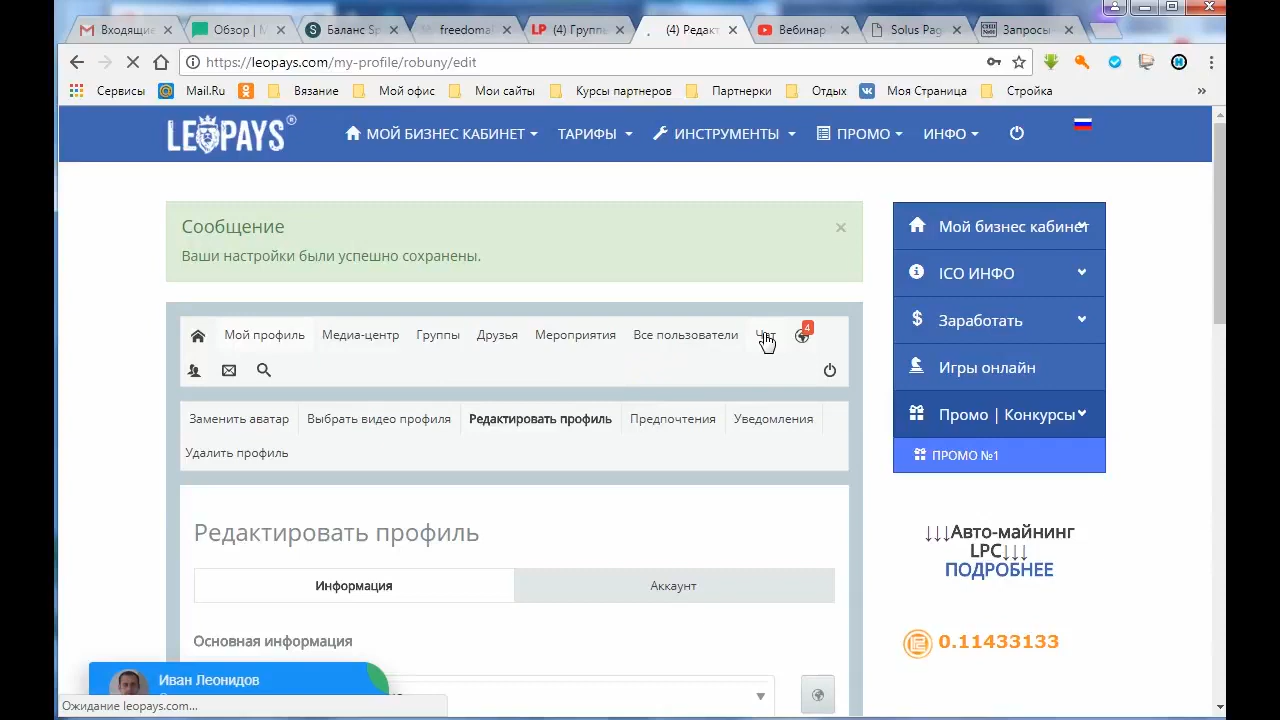 Входящие
Обзор | М
Баланс Sp
freedomal
(4) Группе
(4) Редакт
Вебинар
Solus Pag
Запросы
https://leopays.com/my-profile/robuny/edit
Сервисы
Mail.Ru
Вязание
Мой офис
Мои сайты
Курсы партнеров
Партнерки
Отдых
Моя Страница
Стройка
»
LEOPAYS®
МОЙ БИЗНЕС КАБИНЕТ
ТАРИФЫ
ИНСТРУМЕНТЫ
ПРОМО
ИНФО
Сообщение
×
Ваши настройки были успешно сохранены.
Мой профиль
Медиа-центр
Группы
Друзья
Мероприятия
Все пользователи
Чат
4
Заменить аватар
Выбрать видео профиля
Редактировать профиль
Предпочтения
Уведомления
Удалить профиль
Редактировать профиль
Информация
Аккаунт
Основная информация
Мой бизнес кабинет
ICO ИНФО
Заработать
Игры онлайн
Промо | Конкурсы
ПРОМО №1
↓↓↓Авто-майнинг
LPC↓↓↓
ПОДРОБНЕЕ
0.11433133
Иван Леонидов
Ожидание leopays.com...